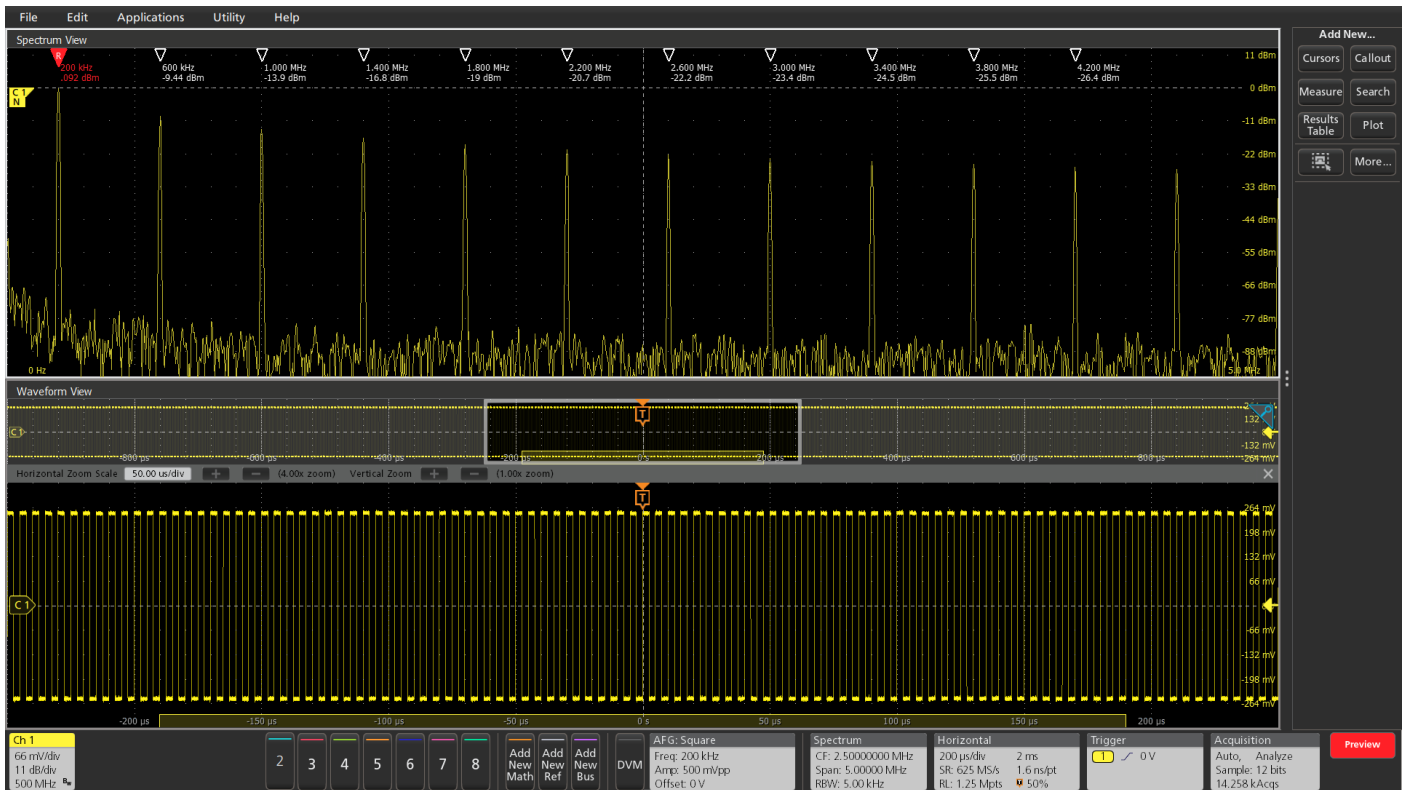 File Edit Applications Utility Help
Spectrum View
Add New...
Cursors Callout
Measure Search
Results Table Plot
More...
R
200 kHz 600 kHz 1.000 MHz 1.400 MHz 1.800 MHz 2.200 MHz 2.600 MHz 3.000 MHz 3.400 MHz 3.800 MHz 4.200 MHz
.092 dBm -9.44 dBm -13.9 dBm -16.8 dBm -19 dBm -20.7 dBm -22.2 dBm -23.4 dBm -24.5 dBm -25.5 dBm -26.4 dBm
11 dBm
C 1
N
0 dBm
-11 dBm
-22 dBm
-33 dBm
-44 dBm
-55 dBm
-66 dBm
-77 dBm
-88 dBm
0 Hz 5.0 MHz
Waveform View
T
132
C1
-132 mV
-264 mV
-800 µs -600 µs -200 µs 0 s 200 µs 400 µs 600 µs 800 µs
Horizontal Zoom Scale 50.00 us/div + − (4.00x zoom) Vertical Zoom + − (1.00x zoom)
T
264 mV
198 mV
132 mV
66 mV
C 1
-66 mV
-132 mV
-198 mV
-264 mV
-200 µs -150 µs -100 µs -50 µs 0 s 50 µs 100 µs 150 µs 200 µs
Ch 1
66 mV/div
11 dB/div
500 MHz
2 3 4 5 6 7 8
Add New Math
Add New Ref
Add New Bus
DVM
AFG: Square
Freq: 200 kHz
Amp: 500 mVpp
Offset: 0 V
Spectrum
CF: 2.50000000 MHz
Span: 5.00000 MHz
RBW: 5.00 kHz
Horizontal
200 µs/div 2 ms
SR: 625 MS/s 1.6 ns/pt
RL: 1.25 Mpts 50%
Trigger
1 0 V
Acquisition
Auto, Analyze
Sample: 12 bits
14.258 kAcqs
Preview